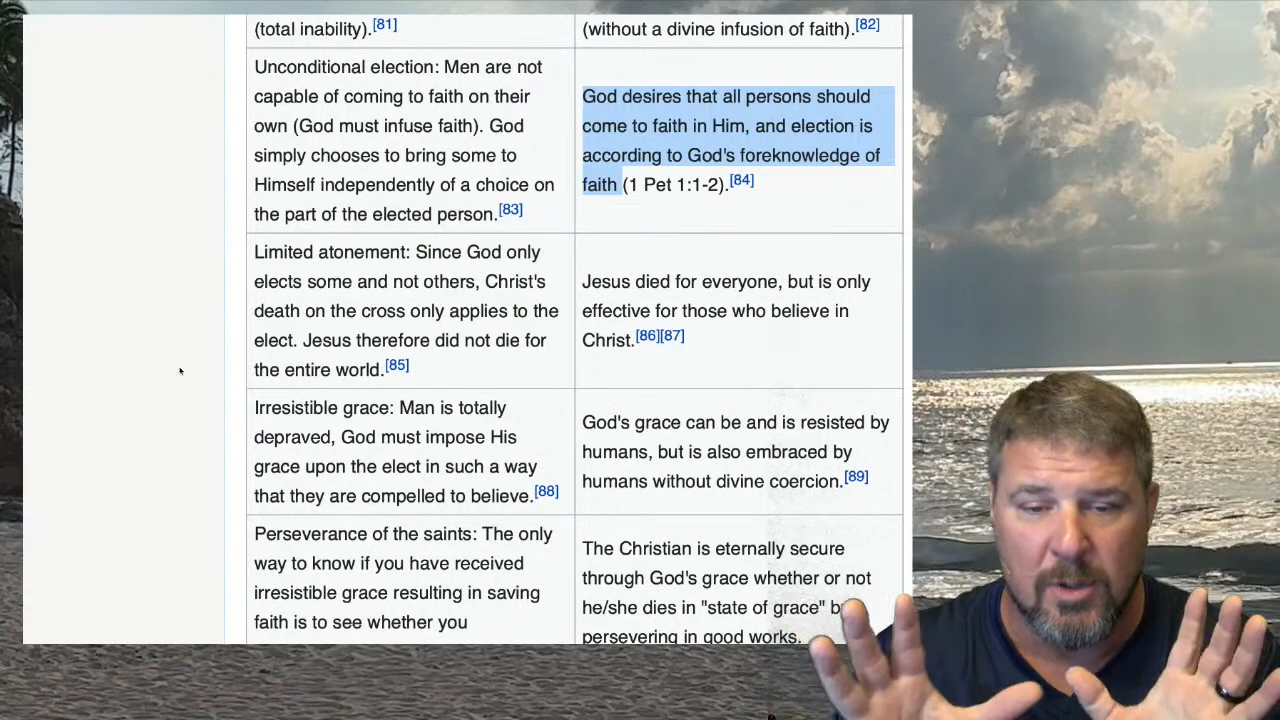 (total inability).[81]
(without a divine infusion of faith).[82]
Unconditional election: Men are not
capable of coming to faith on their
own (God must infuse faith). God
simply chooses to bring some to
Himself independently of a choice on
the part of the elected person.[83]
God desires that all persons should
come to faith in Him, and election is
according to God's foreknowledge of
faith (1 Pet 1:1-2).[84]
Limited atonement: Since God only
elects some and not others, Christ's
death on the cross only applies to the
elect. Jesus therefore did not die for
the entire world.[85]
Jesus died for everyone, but is only
effective for those who believe in
Christ.[86][87]
Irresistible grace: Man is totally
depraved, God must impose His
grace upon the elect in such a way
that they are compelled to believe.[88]
God's grace can be and is resisted by
humans, but is also embraced by
humans without divine coercion.[89]
Perseverance of the saints: The only
way to know if you have received
irresistible grace resulting in saving
faith is to see whether you
The Christian is eternally secure
through God's grace whether or not
he/she dies in "state of grace"
persevering in good works.